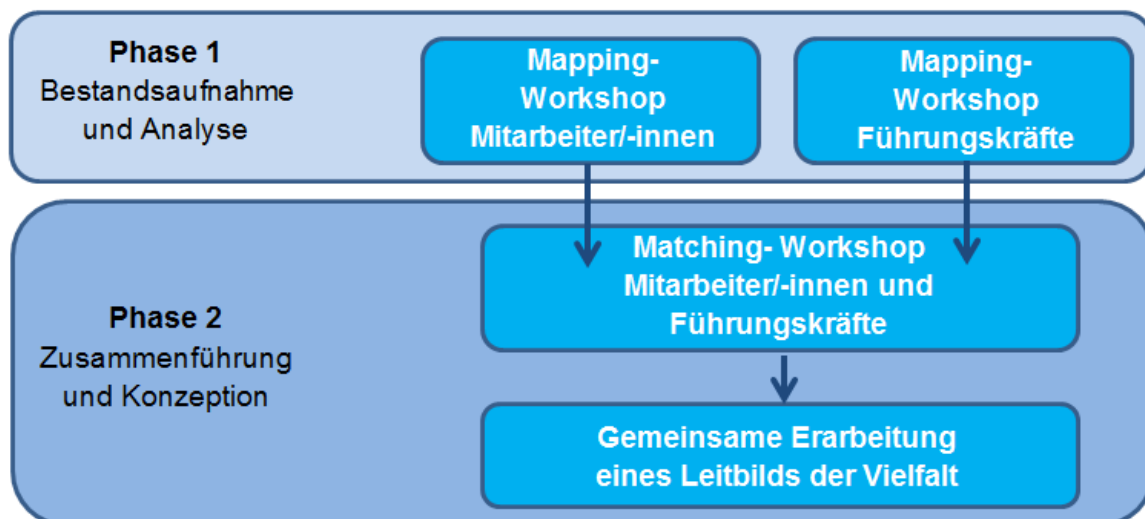 Phase 1
Bestandsaufnahme
und Analyse
Mapping-
Workshop
Mitarbeiter/-innen
Mapping-
Workshop
Führungskräfte
Phase 2
Zusammenführung
und Konzeption
Matching- Workshop
Mitarbeiter/-innen und
Führungskräfte
Gemeinsame Erarbeitung
eines Leitbilds der Vielfalt